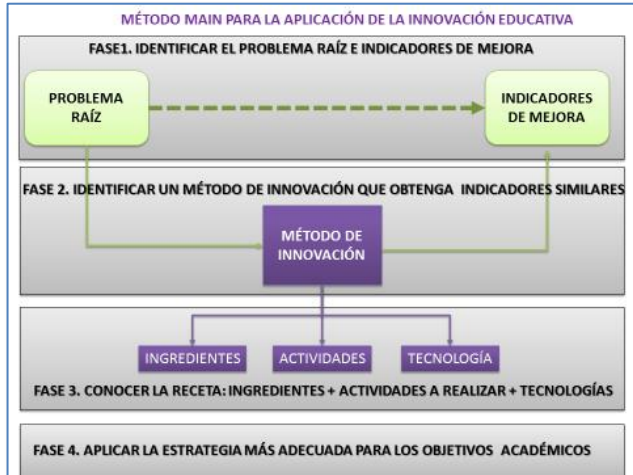 MÉTODO MAIN PARA LA APLICACIÓN DE LA INNOVACIÓN EDUCATIVA
FASE1. IDENTIFICAR EL PROBLEMA RAÍZ E INDICADORES DE MEJORA
PROBLEMA
RAÍZ
INDICADORES
DE MEJORA
FASE 2. IDENTIFICAR UN MÉTODO DE INNOVACIÓN QUE OBTENGA INDICADORES SIMILARES
MÉTODO DE
INNOVACIÓN
INGREDIENTES
ACTIVIDADES
TECNOLOGÍA
FASE 3. CONOCER LA RECETA: INGREDIENTES + ACTIVIDADES A REALIZAR + TECNOLOGÍAS
FASE 4. APLICAR LA ESTRATEGIA MÁS ADECUADA PARA LOS OBJETIVOS ACADÉMICOS